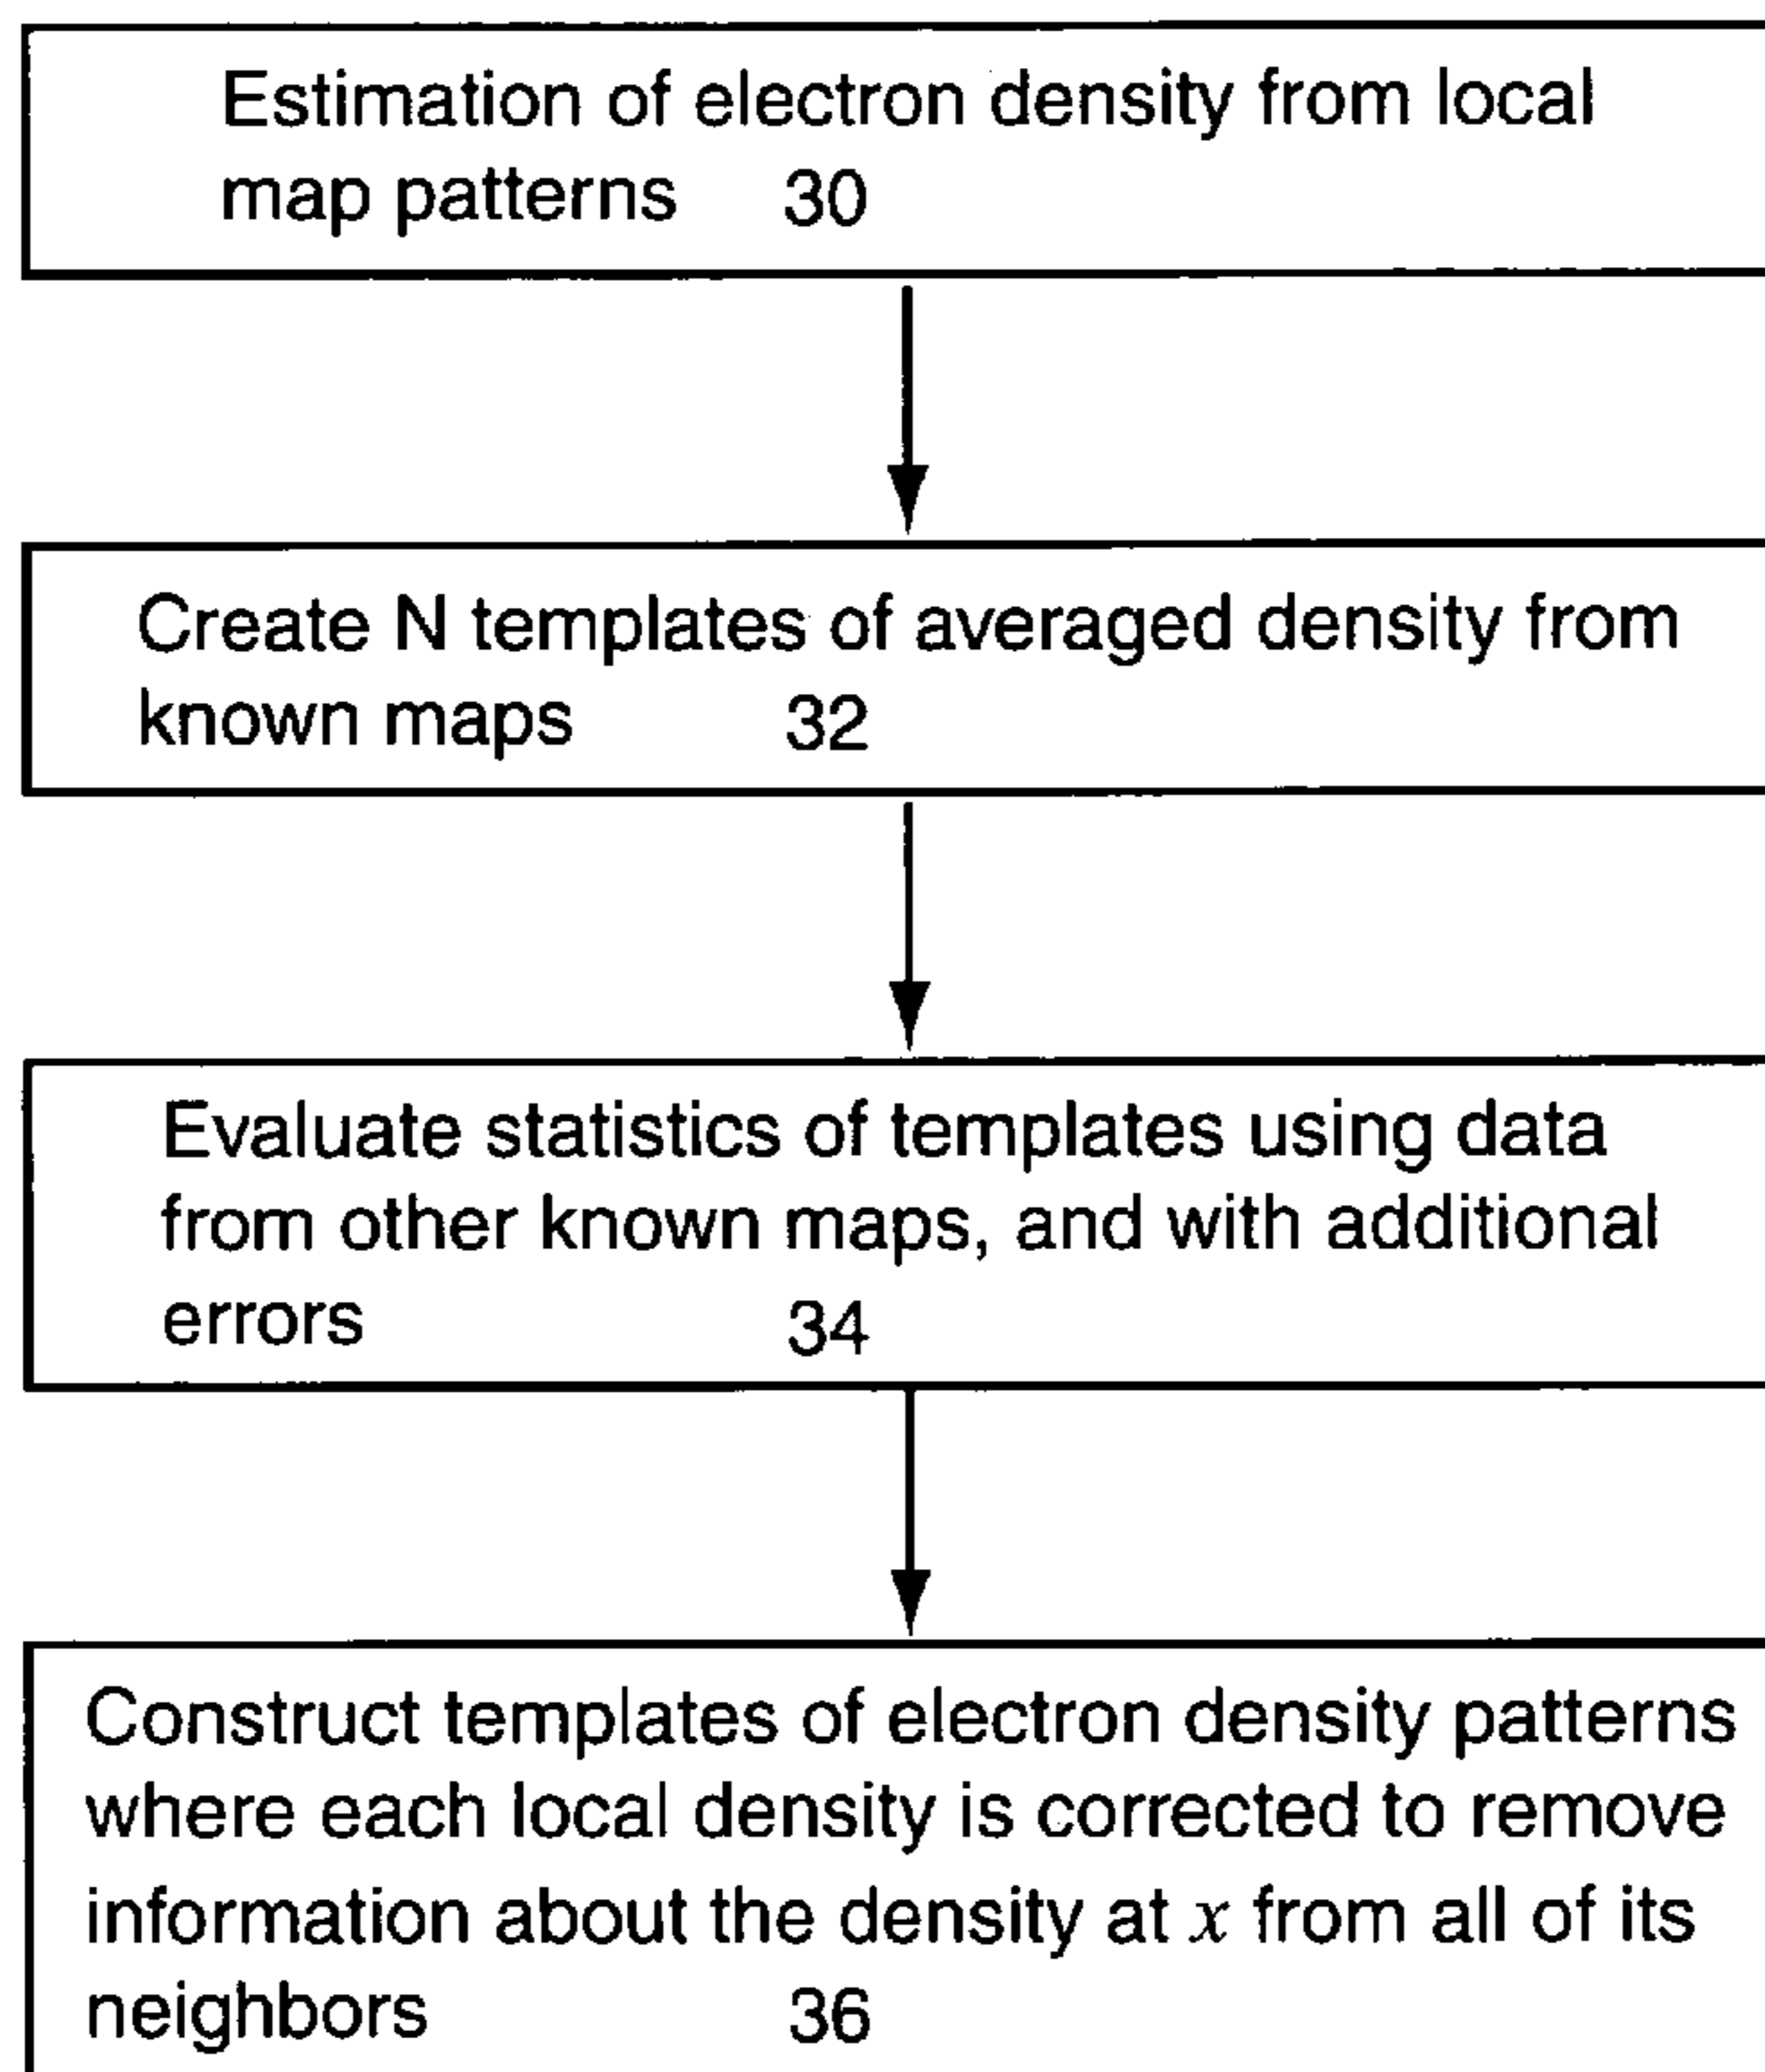 Estimation of electron density from local
map patterns 30
Create N templates of averaged density from
known maps 32
Evaluate statistics of templates using data
from other known maps, and with additional
errors 34
Construct templates of electron density patterns
where each local density is corrected to remove
information about the density at x from all of its
neighbors 36